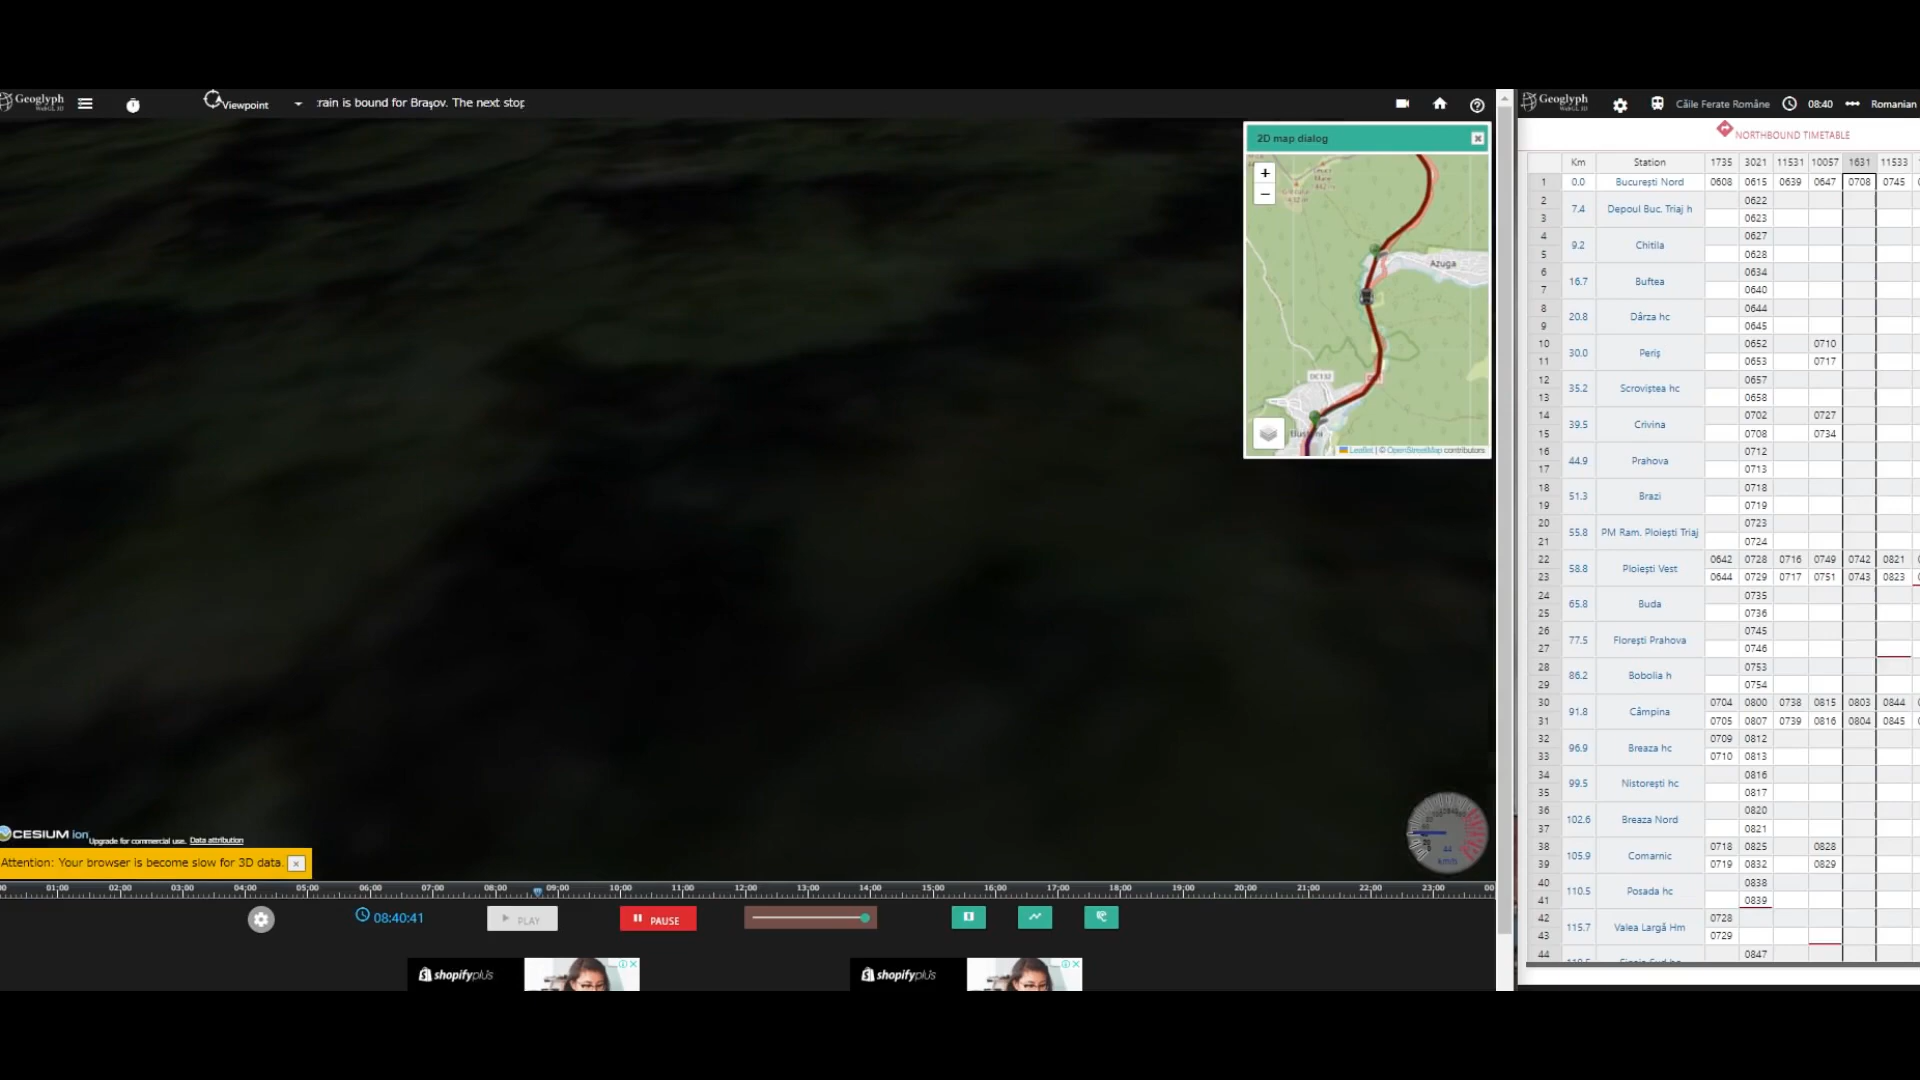 Geoglyph
Viewpoint
rain is bound for Braşov. The next stop
2D map dialog
+
−
Azuga
DC132
Leaflet | © OpenStreetMap contributors
km/h
CESIUM ion
Upgrade for commercial use. Data attribution
Attention: Your browser is become slow for 3D data.
01:00 02:00 03:00 04:00 05:00 06:00 07:00 08:00 09:00 10:00 11:00 12:00 13:00 14:00 15:00 16:00 17:00 18:00 19:00 20:00 21:00 22:00 23:00 00
08:40:41
PLAY
PAUSE
shopifyplus
shopifyplus
Geoglyph
Căile Ferate Române 08:40 Romanian
NORTHBOUND TIMETABLE
Km Station 1735 3021 11531 10057 1631 11533
1 0.0 Bucureşti Nord 0608 0615 0639 0647 0708 0745
2 7.4 Depoul Buc. Triaj h 0622
3 0623
4 9.2 Chitila 0627
5 0628
6 16.7 Buftea 0634
7 0640
8 20.8 Dârza hc 0644
9 0645
10 30.0 Periş 0652 0710
11 0653 0717
12 35.2 Scroviştea hc 0657
13 0658
14 39.5 Crivina 0702 0727
15 0708 0734
16 44.9 Prahova 0712
17 0713
18 51.3 Brazi 0718
19 0719
20 55.8 PM Ram. Ploieşti Triaj 0723
21 0724
22 58.8 Ploieşti Vest 0642 0728 0716 0749 0742 0821
23 0644 0729 0717 0751 0743 0823
24 65.8 Buda 0735
25 0736
26 77.5 Floreşti Prahova 0745
27 0746
28 86.2 Bobolia h 0753
29 0754
30 91.8 Câmpina 0704 0800 0738 0815 0803 0844
31 0705 0807 0739 0816 0804 0845
32 96.9 Breaza hc 0709 0812
33 0710 0813
34 99.5 Nistoreşti hc 0816
35 0817
36 102.6 Breaza Nord 0820
37 0821
38 105.9 Comarnic 0718 0825 0828
39 0719 0832 0829
40 110.5 Posada hc 0838
41 0839
42 115.7 Valea Largă Hm 0728
43 0729
44 0847